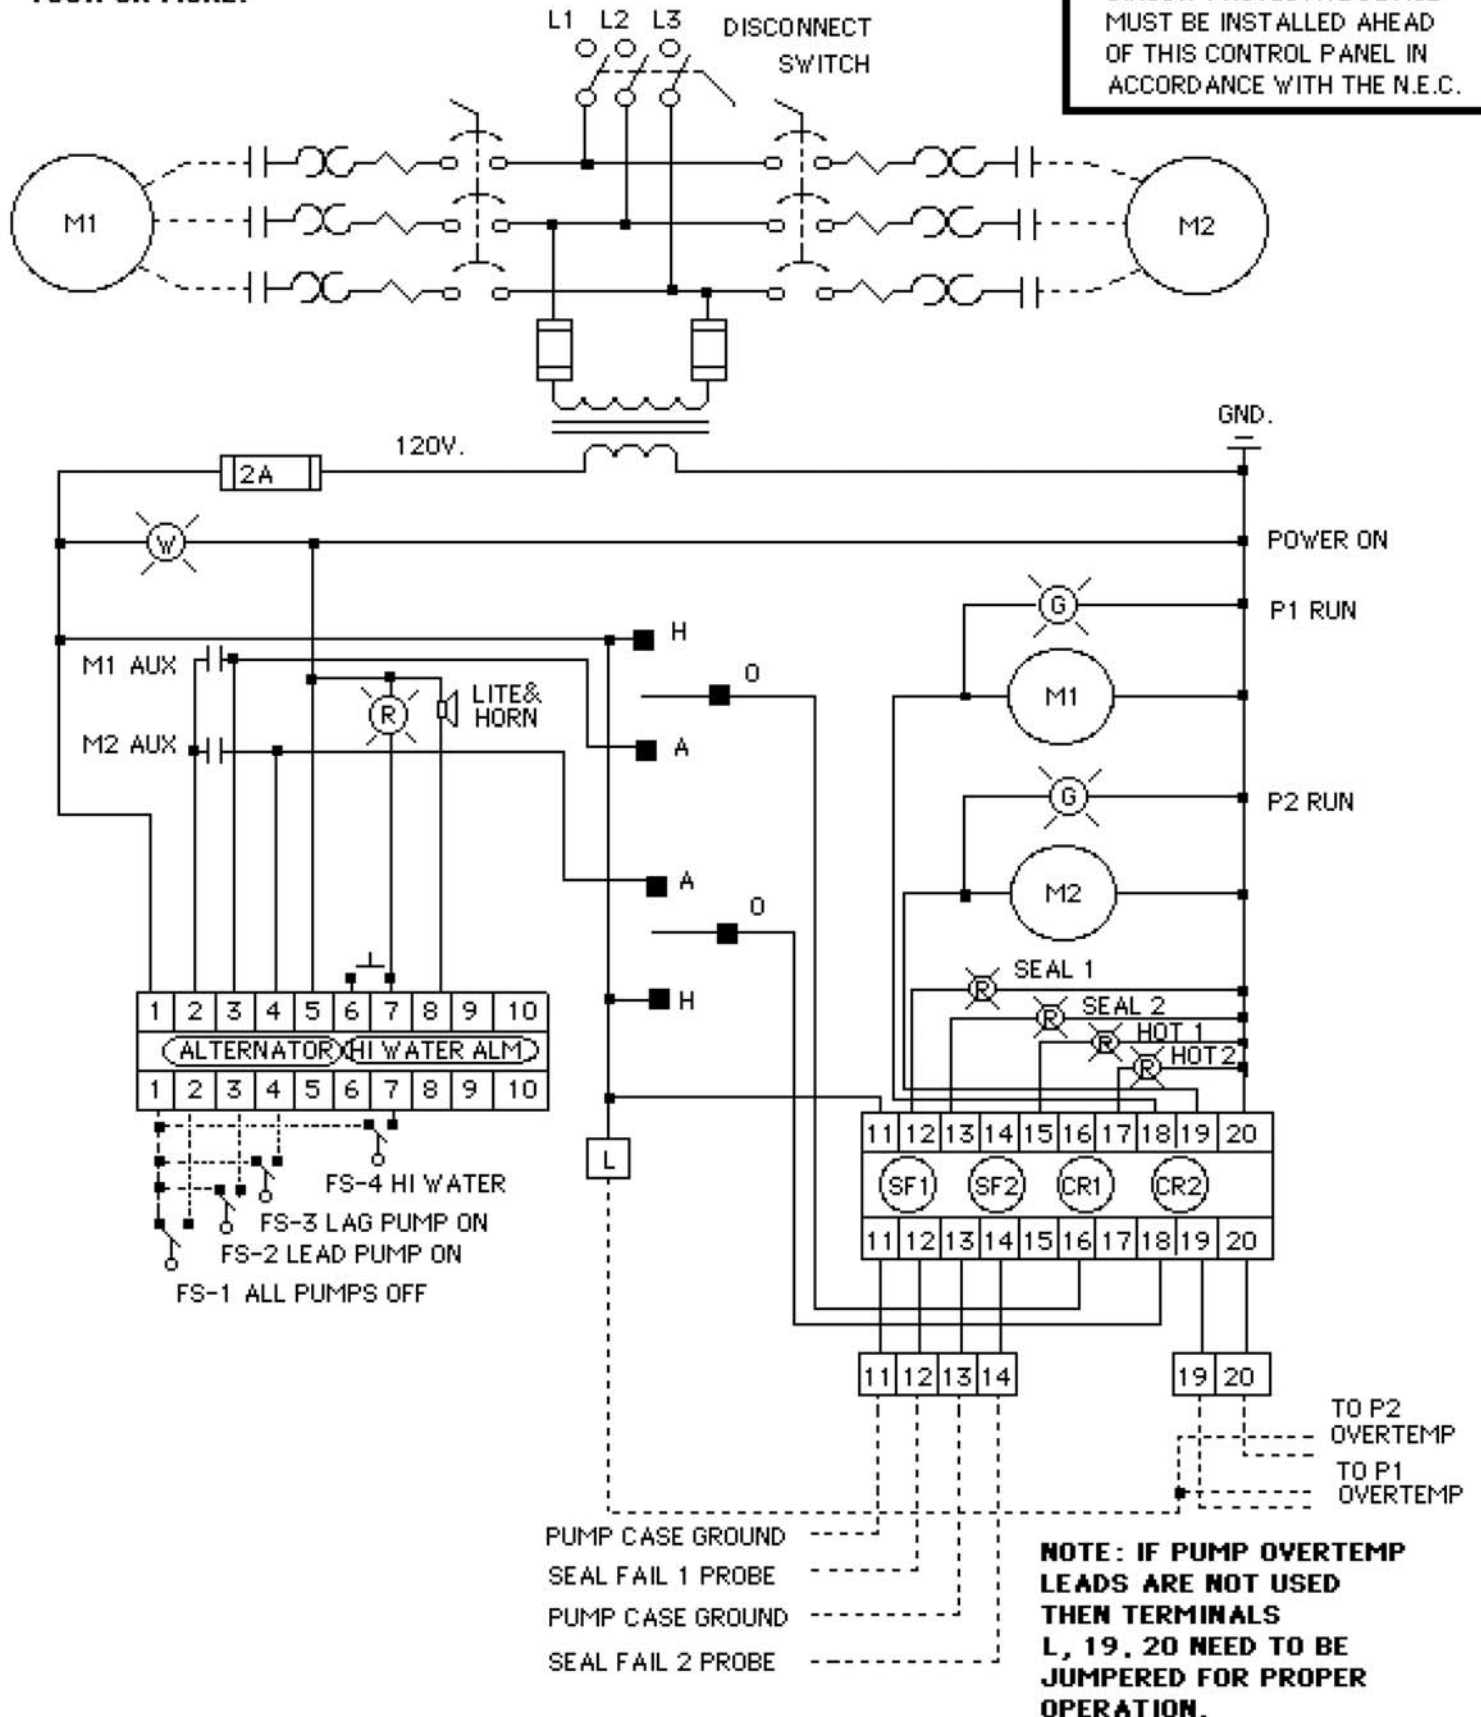 L1 L2 L3
DISCONNECT
SWITCH
MUST BE INSTALLED AHEAD
OF THIS CONTROL PANEL IN
ACCORDANCE WITH THE N.E.C.
M1
M2
GND.
120V.
2A
W
POWER ON
G
P1 RUN
H
M1 AUX
O
M1
R
LITE&
HORN
M2 AUX
A
G
P2 RUN
A
M2
O
SEAL 1
R
H
SEAL 2
R
HOT 1
R
HOT 2
R
1 2 3 4 5 6 7 8 9 10
ALTERNATOR HI WATER ALM
1 2 3 4 5 6 7 8 9 10
11 12 13 14 15 16 17 18 19 20
L
SF1 SF2 CR1 CR2
FS-4 HI WATER
FS-3 LAG PUMP ON
FS-2 LEAD PUMP ON
FS-1 ALL PUMPS OFF
11 12 13 14 15 16 17 18 19 20
11 12 13 14
19 20
TO P2
OVERTEMP
TO P1
OVERTEMP
PUMP CASE GROUND
SEAL FAIL 1 PROBE
PUMP CASE GROUND
SEAL FAIL 2 PROBE
NOTE: IF PUMP OVERTEMP
LEADS ARE NOT USED
THEN TERMINALS
L, 19, 20 NEED TO BE
JUMPERED FOR PROPER
OPERATION.